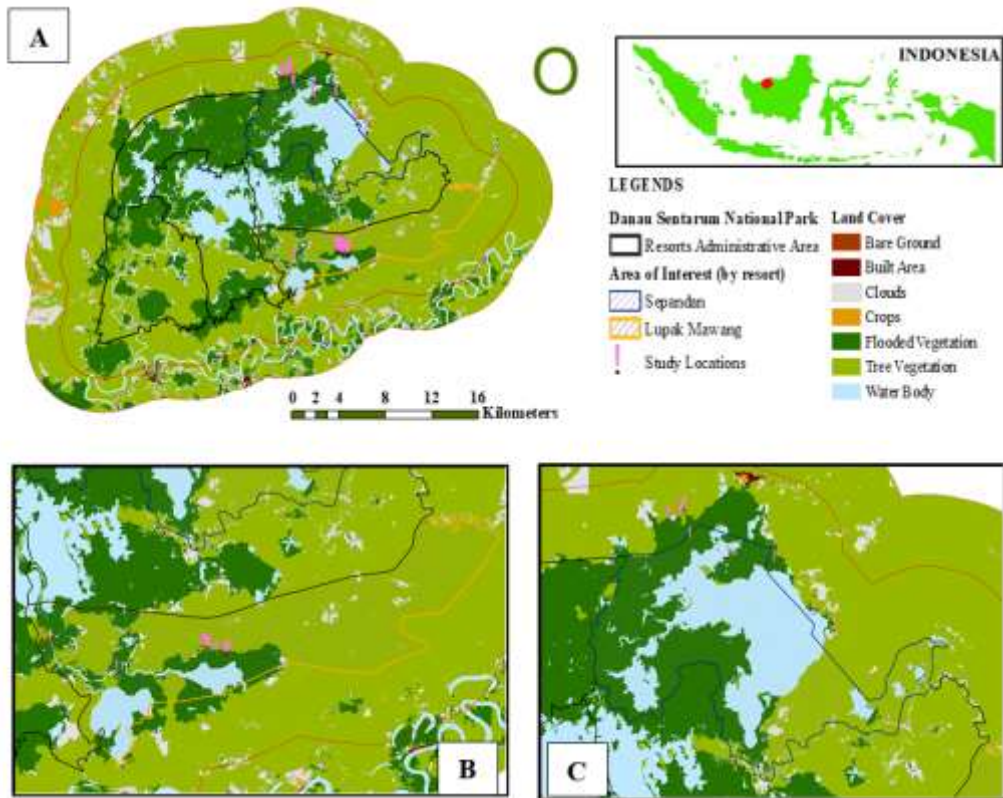 A
INDONESIA
LEGENDS
Danau Sentarum National Park
Resorts Administrative Area
Area of Interest (by resort)
Sepandan
Lupak Mawang
Study Locations
Land Cover
Bare Ground
Built Area
Clouds
Crops
Flooded Vegetation
Tree Vegetation
Water Body
0 2 4 8 12 16
Kilometers
B
C